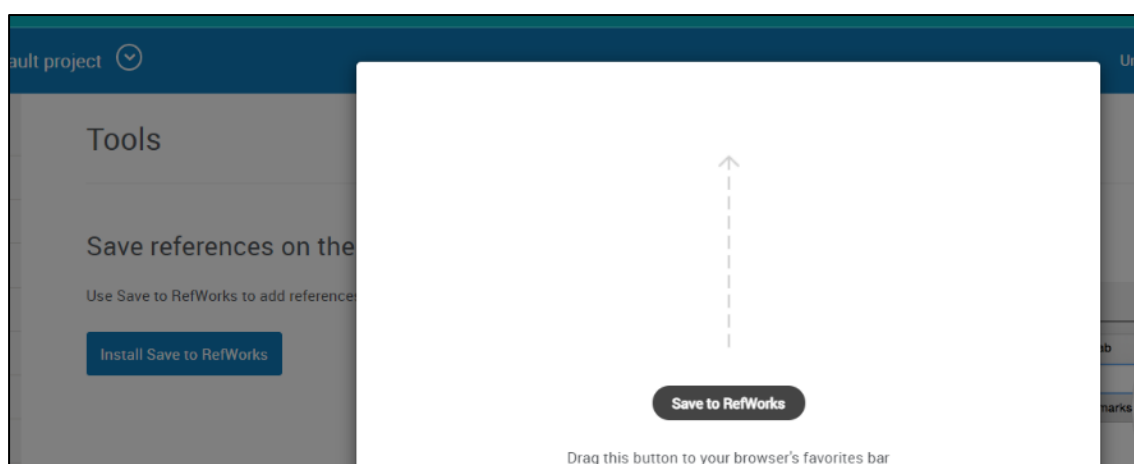 ault project
Tools
Save references on the
Use Save to RefWorks to add reference
Install Save to RefWorks
Save to RefWorks
Drag this button to your browser's favorites bar
Un
ab
marks